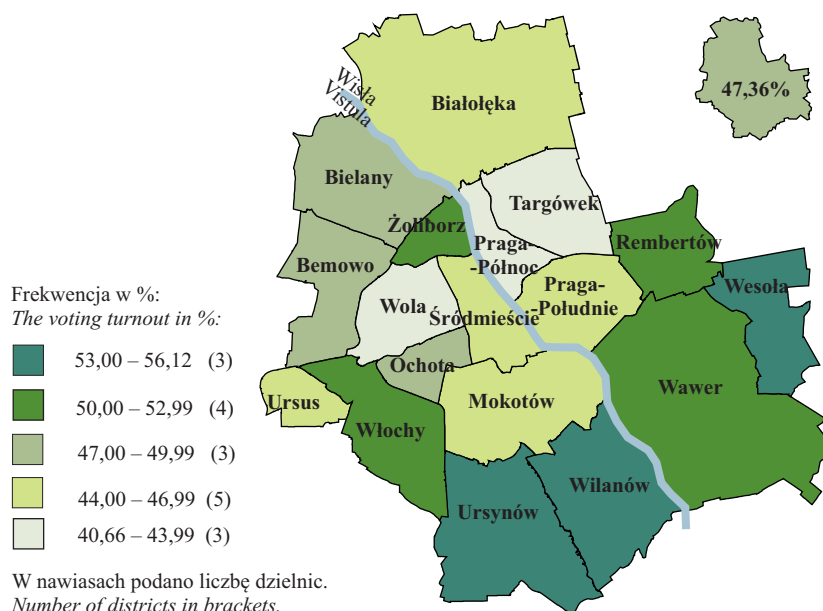 Wisła
Vistula
Białołęka
47,36%
Bielany
Targówek
Żoliborz
Praga-
-Północ
Rembertów
Bemowo
Wesoła
Praga-
-Południe
Wola
Śródmieście
Ochota
Wawer
Ursus
Mokotów
Włochy
Wilanów
Ursynów
Frekwencja w %:
The voting turnout in %:
53,00 – 56,12 (3)
50,00 – 52,99 (4)
47,00 – 49,99 (3)
44,00 – 46,99 (5)
40,66 – 43,99 (3)
W nawiasach podano liczbę dzielnic.
Number of districts in brackets.